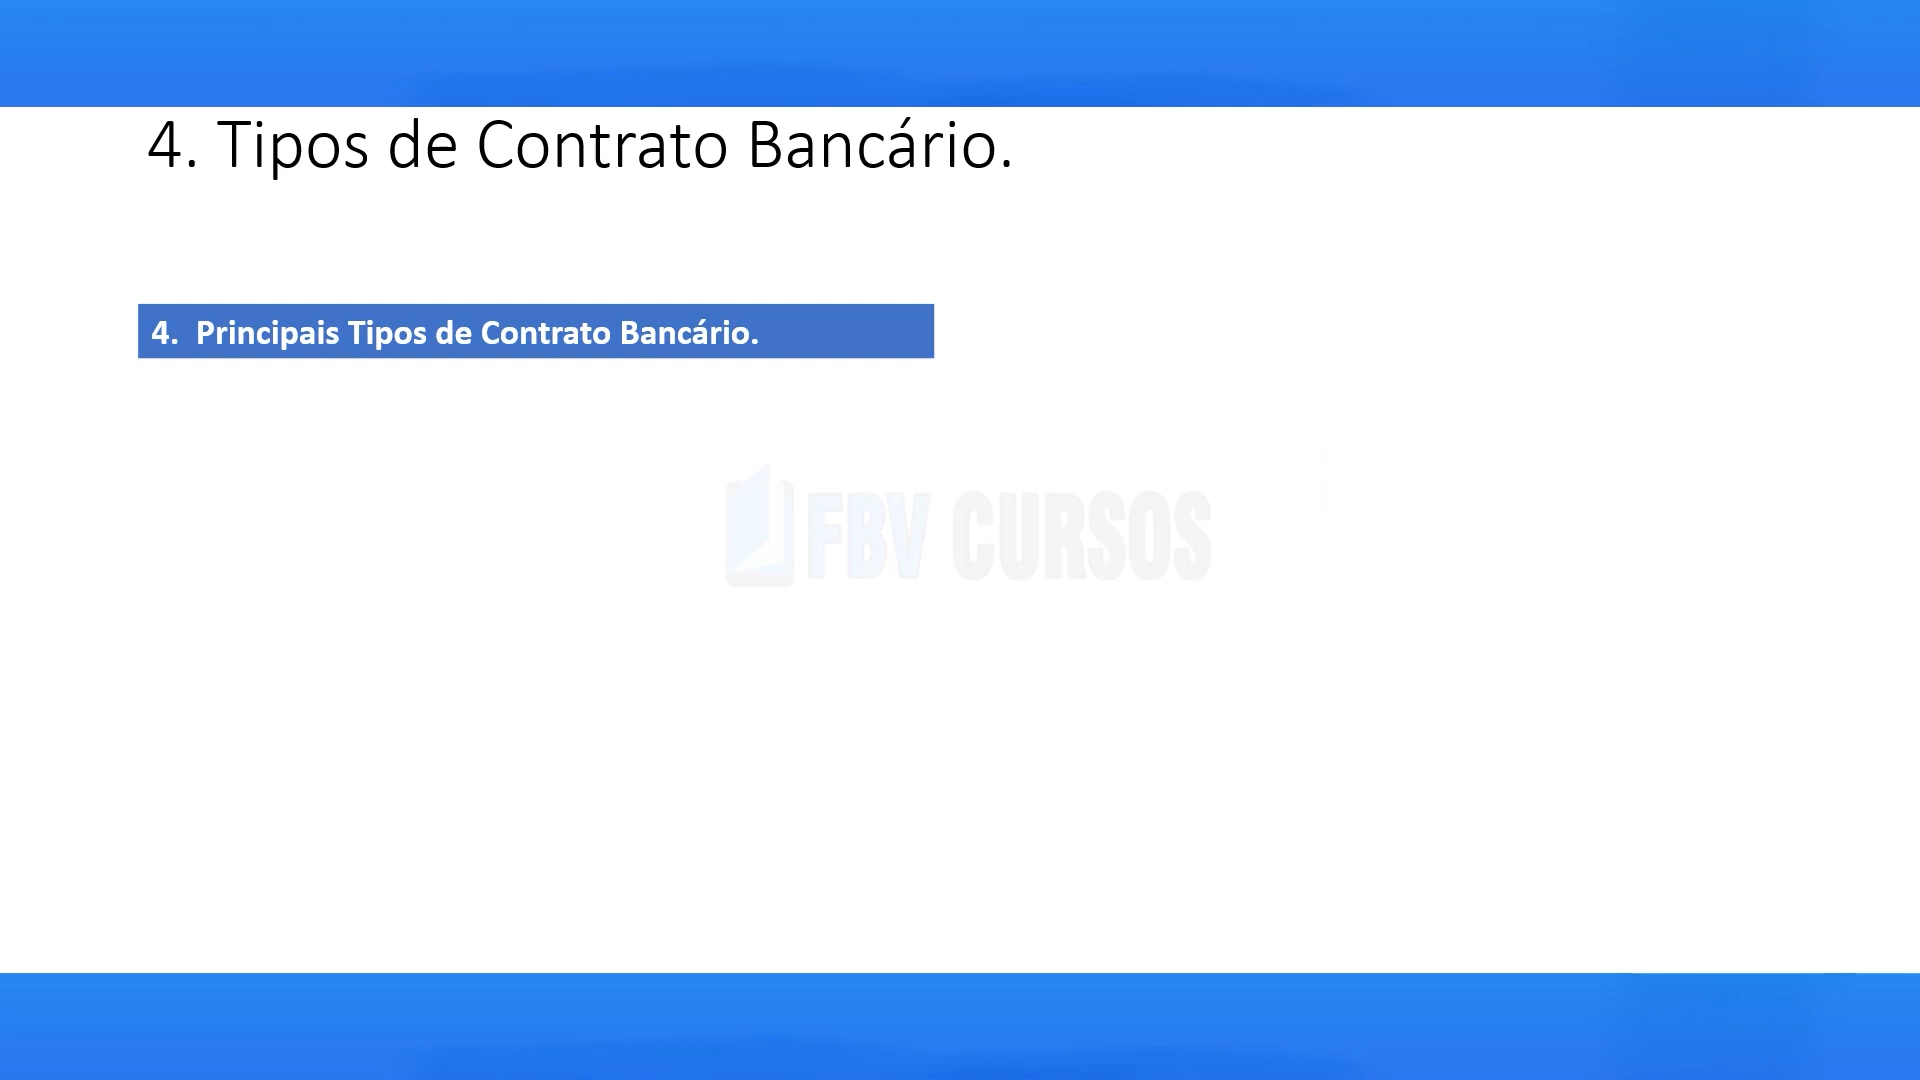 4. Tipos de Contrato Bancário.
4. Principais Tipos de Contrato Bancário.
FBV CURSOS